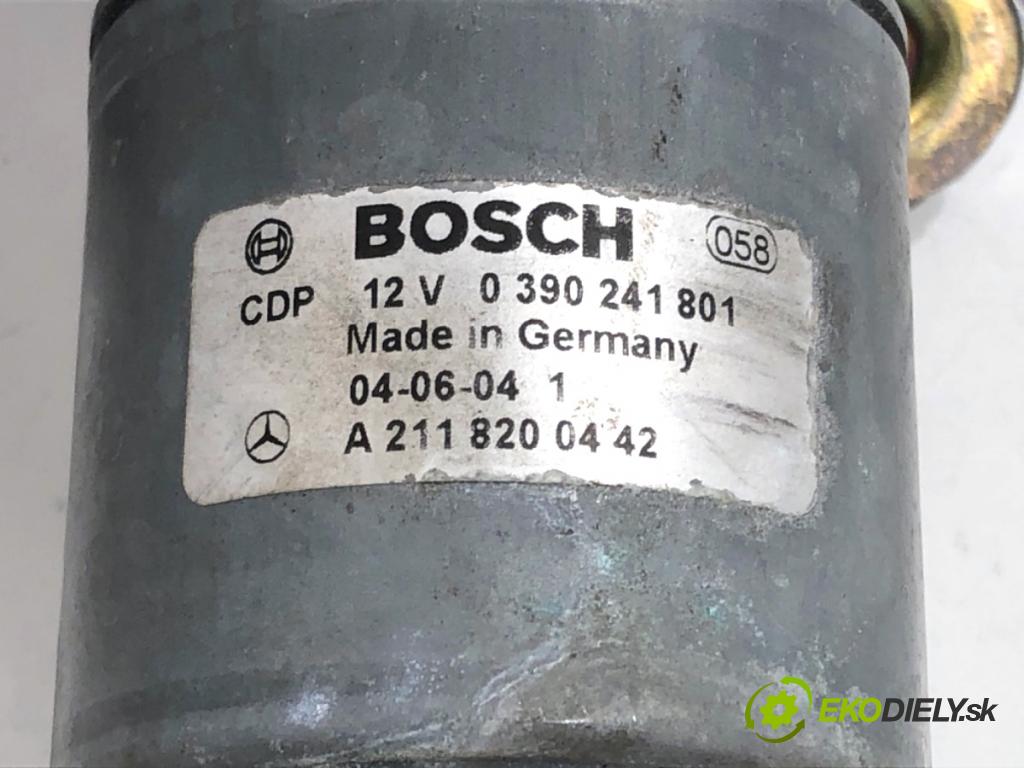 BOSCH 058
CDP 12 V 0 390 241 801
Made in Germany
04-06-04 1
A 211 820 04 42
EKODIELY.sk